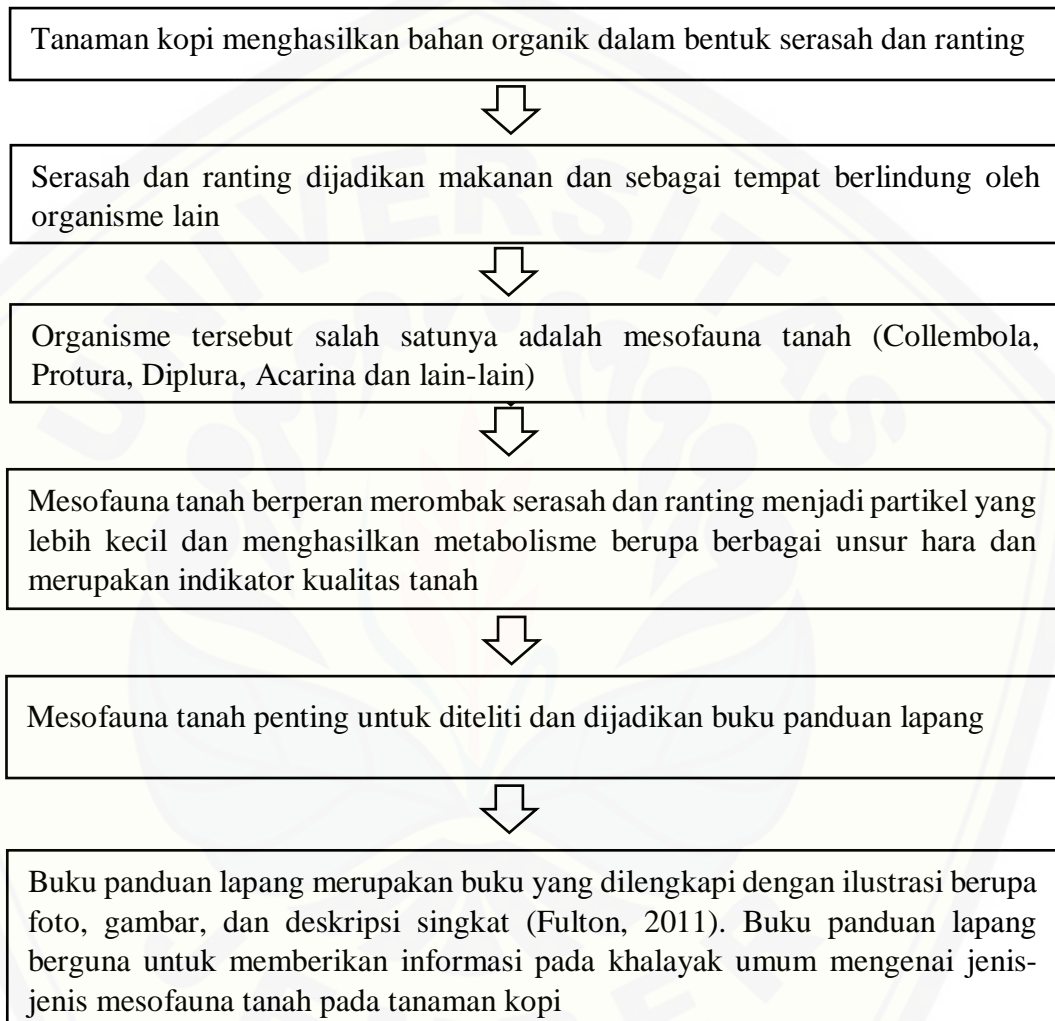 Tanaman kopi menghasilkan bahan organik dalam bentuk serasah dan ranting
Serasah dan ranting dijadikan makanan dan sebagai tempat berlindung oleh
organisme lain
Organisme tersebut salah satunya adalah mesofauna tanah (Collembola,
Protura, Diplura, Acarina dan lain-lain)
Mesofauna tanah berperan merombak serasah dan ranting menjadi partikel yang
lebih kecil dan menghasilkan metabolisme berupa berbagai unsur hara dan
merupakan indikator kualitas tanah
Mesofauna tanah penting untuk diteliti dan dijadikan buku panduan lapang
Buku panduan lapang merupakan buku yang dilengkapi dengan ilustrasi berupa
foto, gambar, dan deskripsi singkat (Fulton, 2011). Buku panduan lapang
berguna untuk memberikan informasi pada khalayak umum mengenai jenis-
jenis mesofauna tanah pada tanaman kopi
UNIVERSITAS